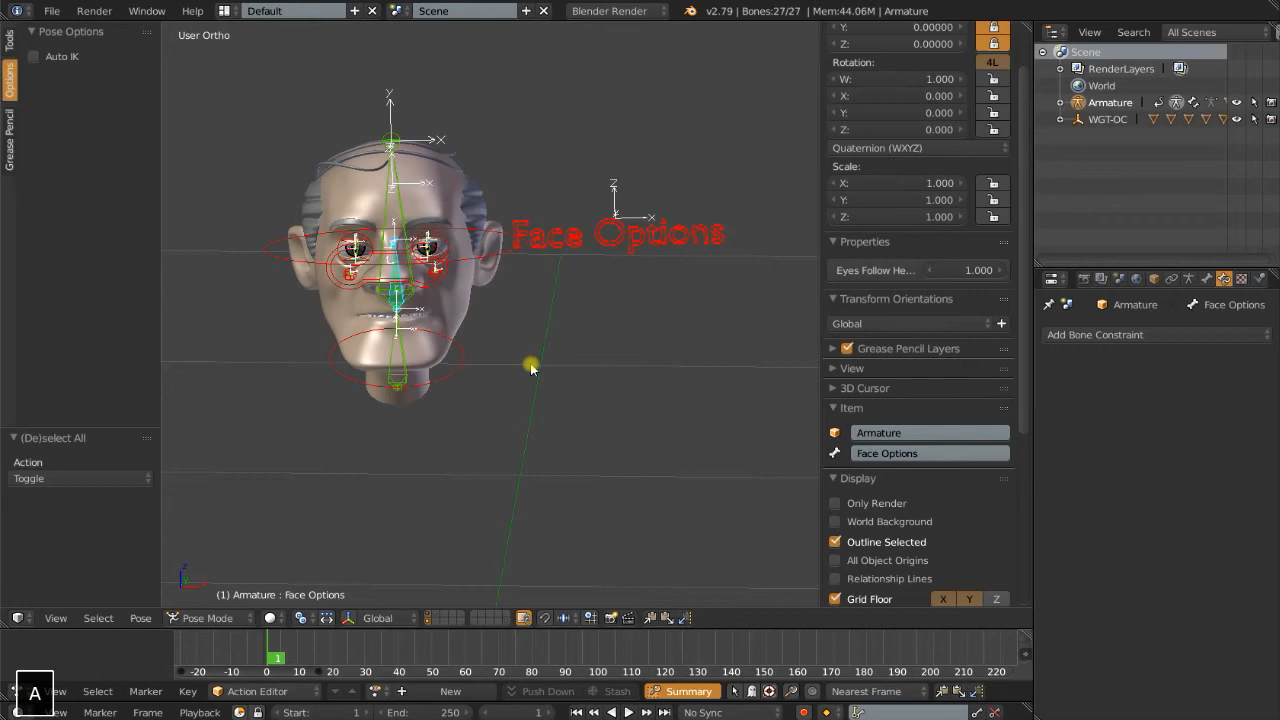 File Render Window Help Default Scene Blender Render v2.79 | Bones:27/27 | Mem:44.06M | Armature
Tools
Options
Grease Pencil
Pose Options
Auto IK
User Ortho
Face Options
(De)select All
Action
Toggle
(1) Armature : Face Options
Y: 0.00000
Z: 0.00000
Rotation: 4L
W: 1.000
X: 0.000
Y: 0.000
Z: 0.000
Quaternion (WXYZ)
Scale:
X: 1.000
Y: 1.000
Z: 1.000
Properties
Eyes Follow He... 1.000
Transform Orientations
Global
Grease Pencil Layers
View
3D Cursor
Item
Armature
Face Options
Display
Only Render
World Background
Outline Selected
All Object Origins
Relationship Lines
Grid Floor X Y Z
View Search All Scenes
Scene
RenderLayers
World
Armature
WGT-OC
Armature Face Options
Add Bone Constraint
View Select Pose Pose Mode Global
1
-20 -10 0 10 20 30 40 50 60 70 80 90 100 110 120 130 140 150 160 170 180 190 200 210 220
View Select Marker Key Action Editor New Push Down Stash Summary Nearest Frame
View Marker Frame Playback Start: 1 End: 250 1 No Sync
A